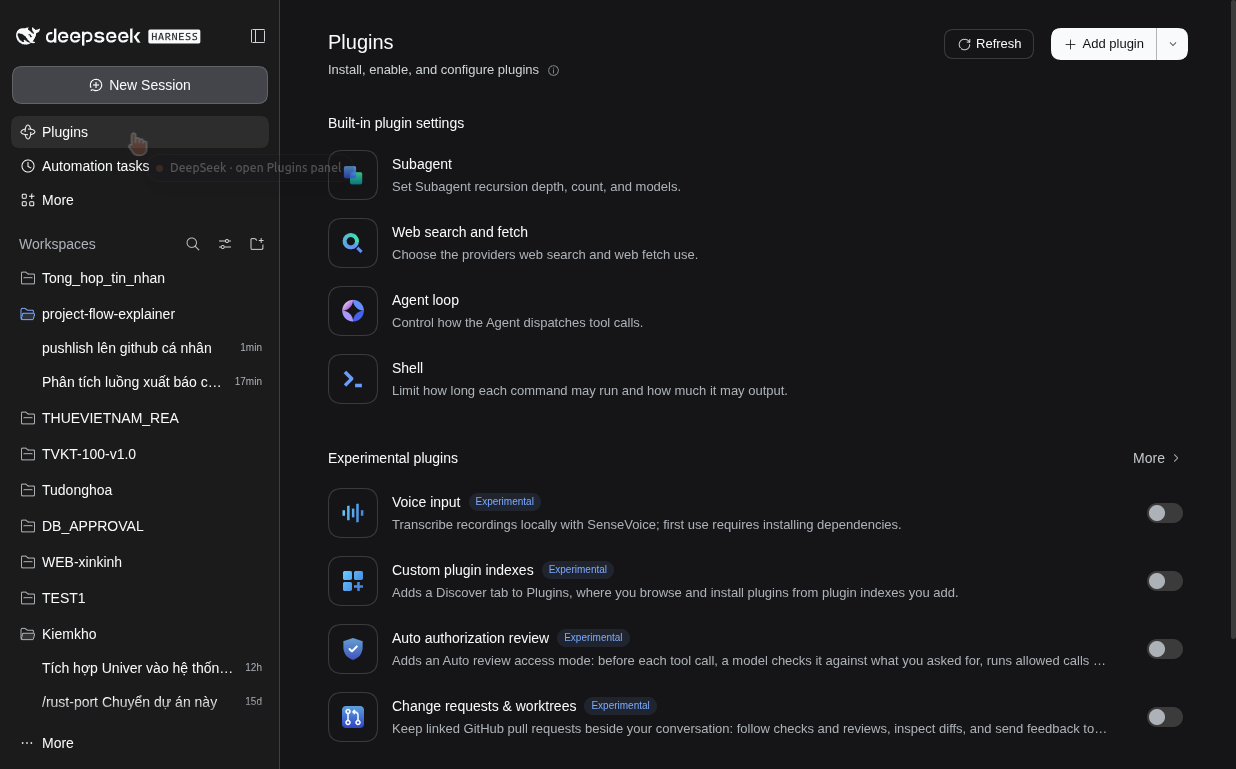 deepseek HARNESS
New Session
Plugins
Automation tasks
DeepSeek · open Plugins panel
More
Workspaces
Tong_hop_tin_nhan
project-flow-explainer
pushlish lên github cá nhân 1min
Phân tích luồng xuất báo c… 17min
THUEVIETNAM_REA
TVKT-100-v1.0
Tudonghoa
DB_APPROVAL
WEB-xinkinh
TEST1
Kiemkho
Tích hợp Univer vào hệ thốn… 12h
/rust-port Chuyển dự án này 15d
More
Plugins
Install, enable, and configure plugins
Refresh
Add plugin
Built-in plugin settings
Subagent
Set Subagent recursion depth, count, and models.
Web search and fetch
Choose the providers web search and web fetch use.
Agent loop
Control how the Agent dispatches tool calls.
Shell
Limit how long each command may run and how much it may output.
Experimental plugins More
Voice input Experimental
Transcribe recordings locally with SenseVoice; first use requires installing dependencies.
Custom plugin indexes Experimental
Adds a Discover tab to Plugins, where you browse and install plugins from plugin indexes you add.
Auto authorization review Experimental
Adds an Auto review access mode: before each tool call, a model checks it against what you asked for, runs allowed calls …
Change requests & worktrees Experimental
Keep linked GitHub pull requests beside your conversation: follow checks and reviews, inspect diffs, and send feedback to…